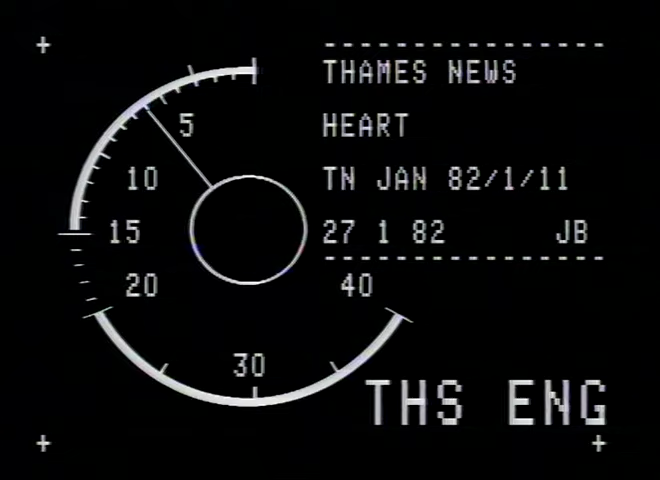 THAMES NEWS
HEART
TN JAN 82/1/11
27 1 82 JB
5
10
15
20
30
40
THS ENG